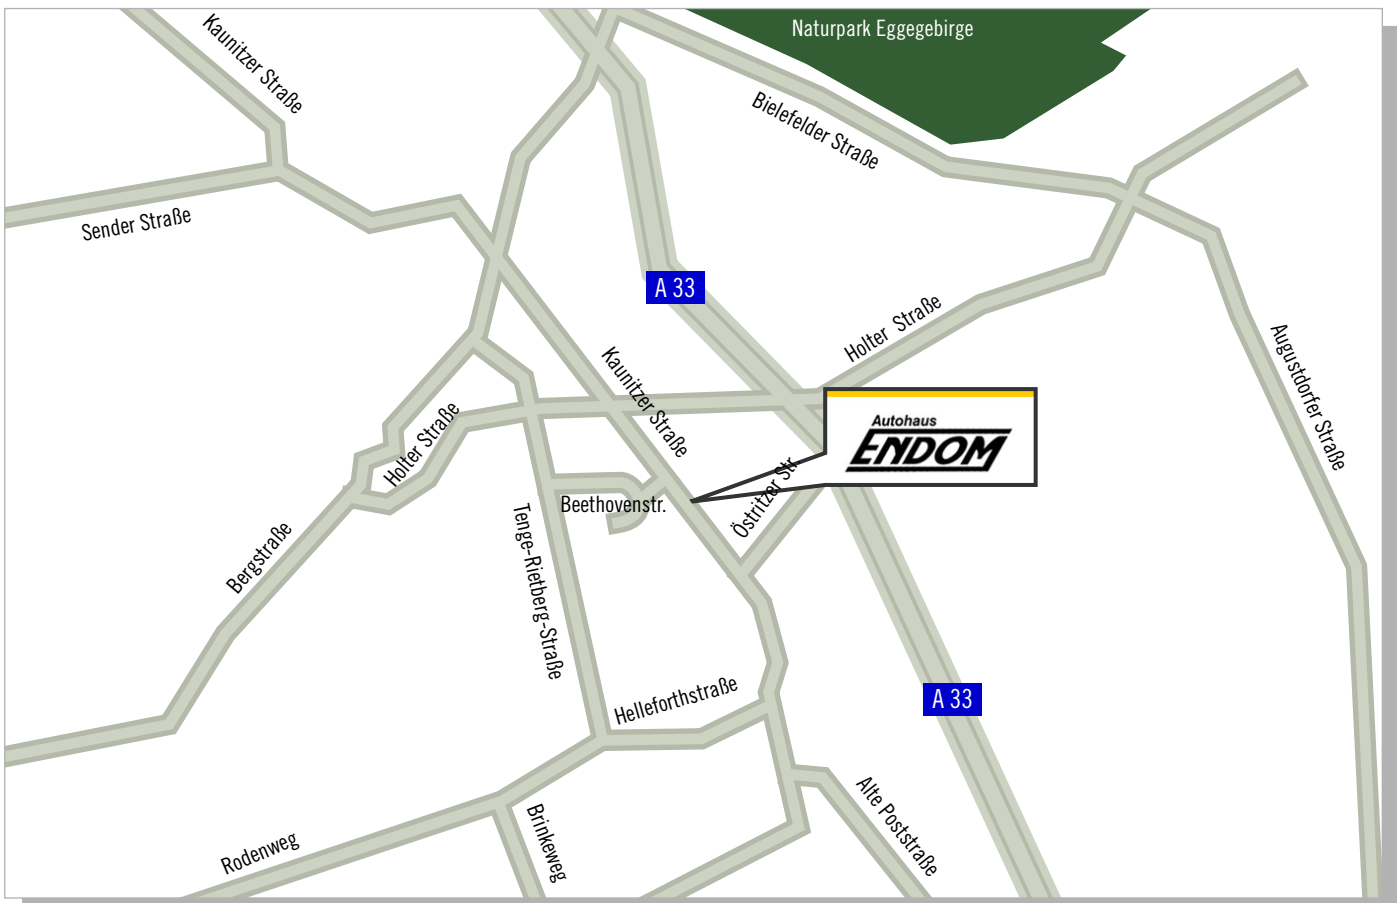 Naturpark Eggegebirge
Kaunitzer Straße
Bielefelder Straße
Sender Straße
A 33
Holter Straße
Augustdorfer Straße
Kaunitzer Straße
Holter Straße
Autohaus
ENDOM
Östritzer Str.
Beethovenstr.
Tenge-Rietberg-Straße
Bergstraße
Helleforthstraße
A 33
Alte Poststraße
Brinkeweg
Rodenweg